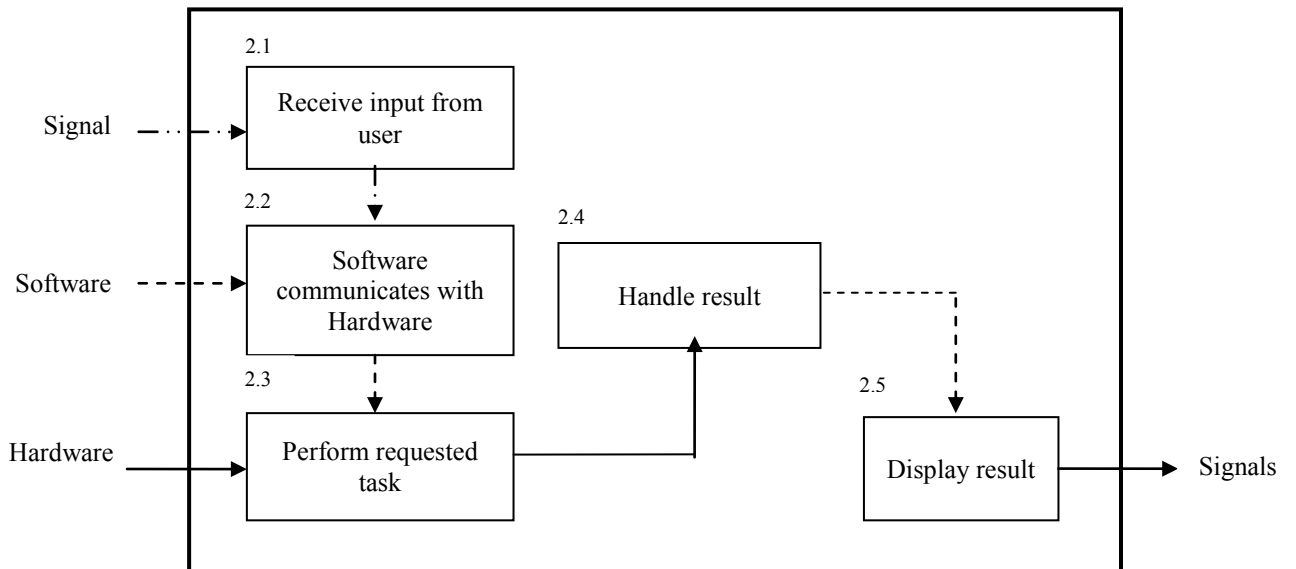 2.1
Receive input from
user
Signal
2.2
Software
communicates with
Hardware
Software
2.3
Perform requested
task
Hardware
2.4
Handle result
2.5
Display result
Signals